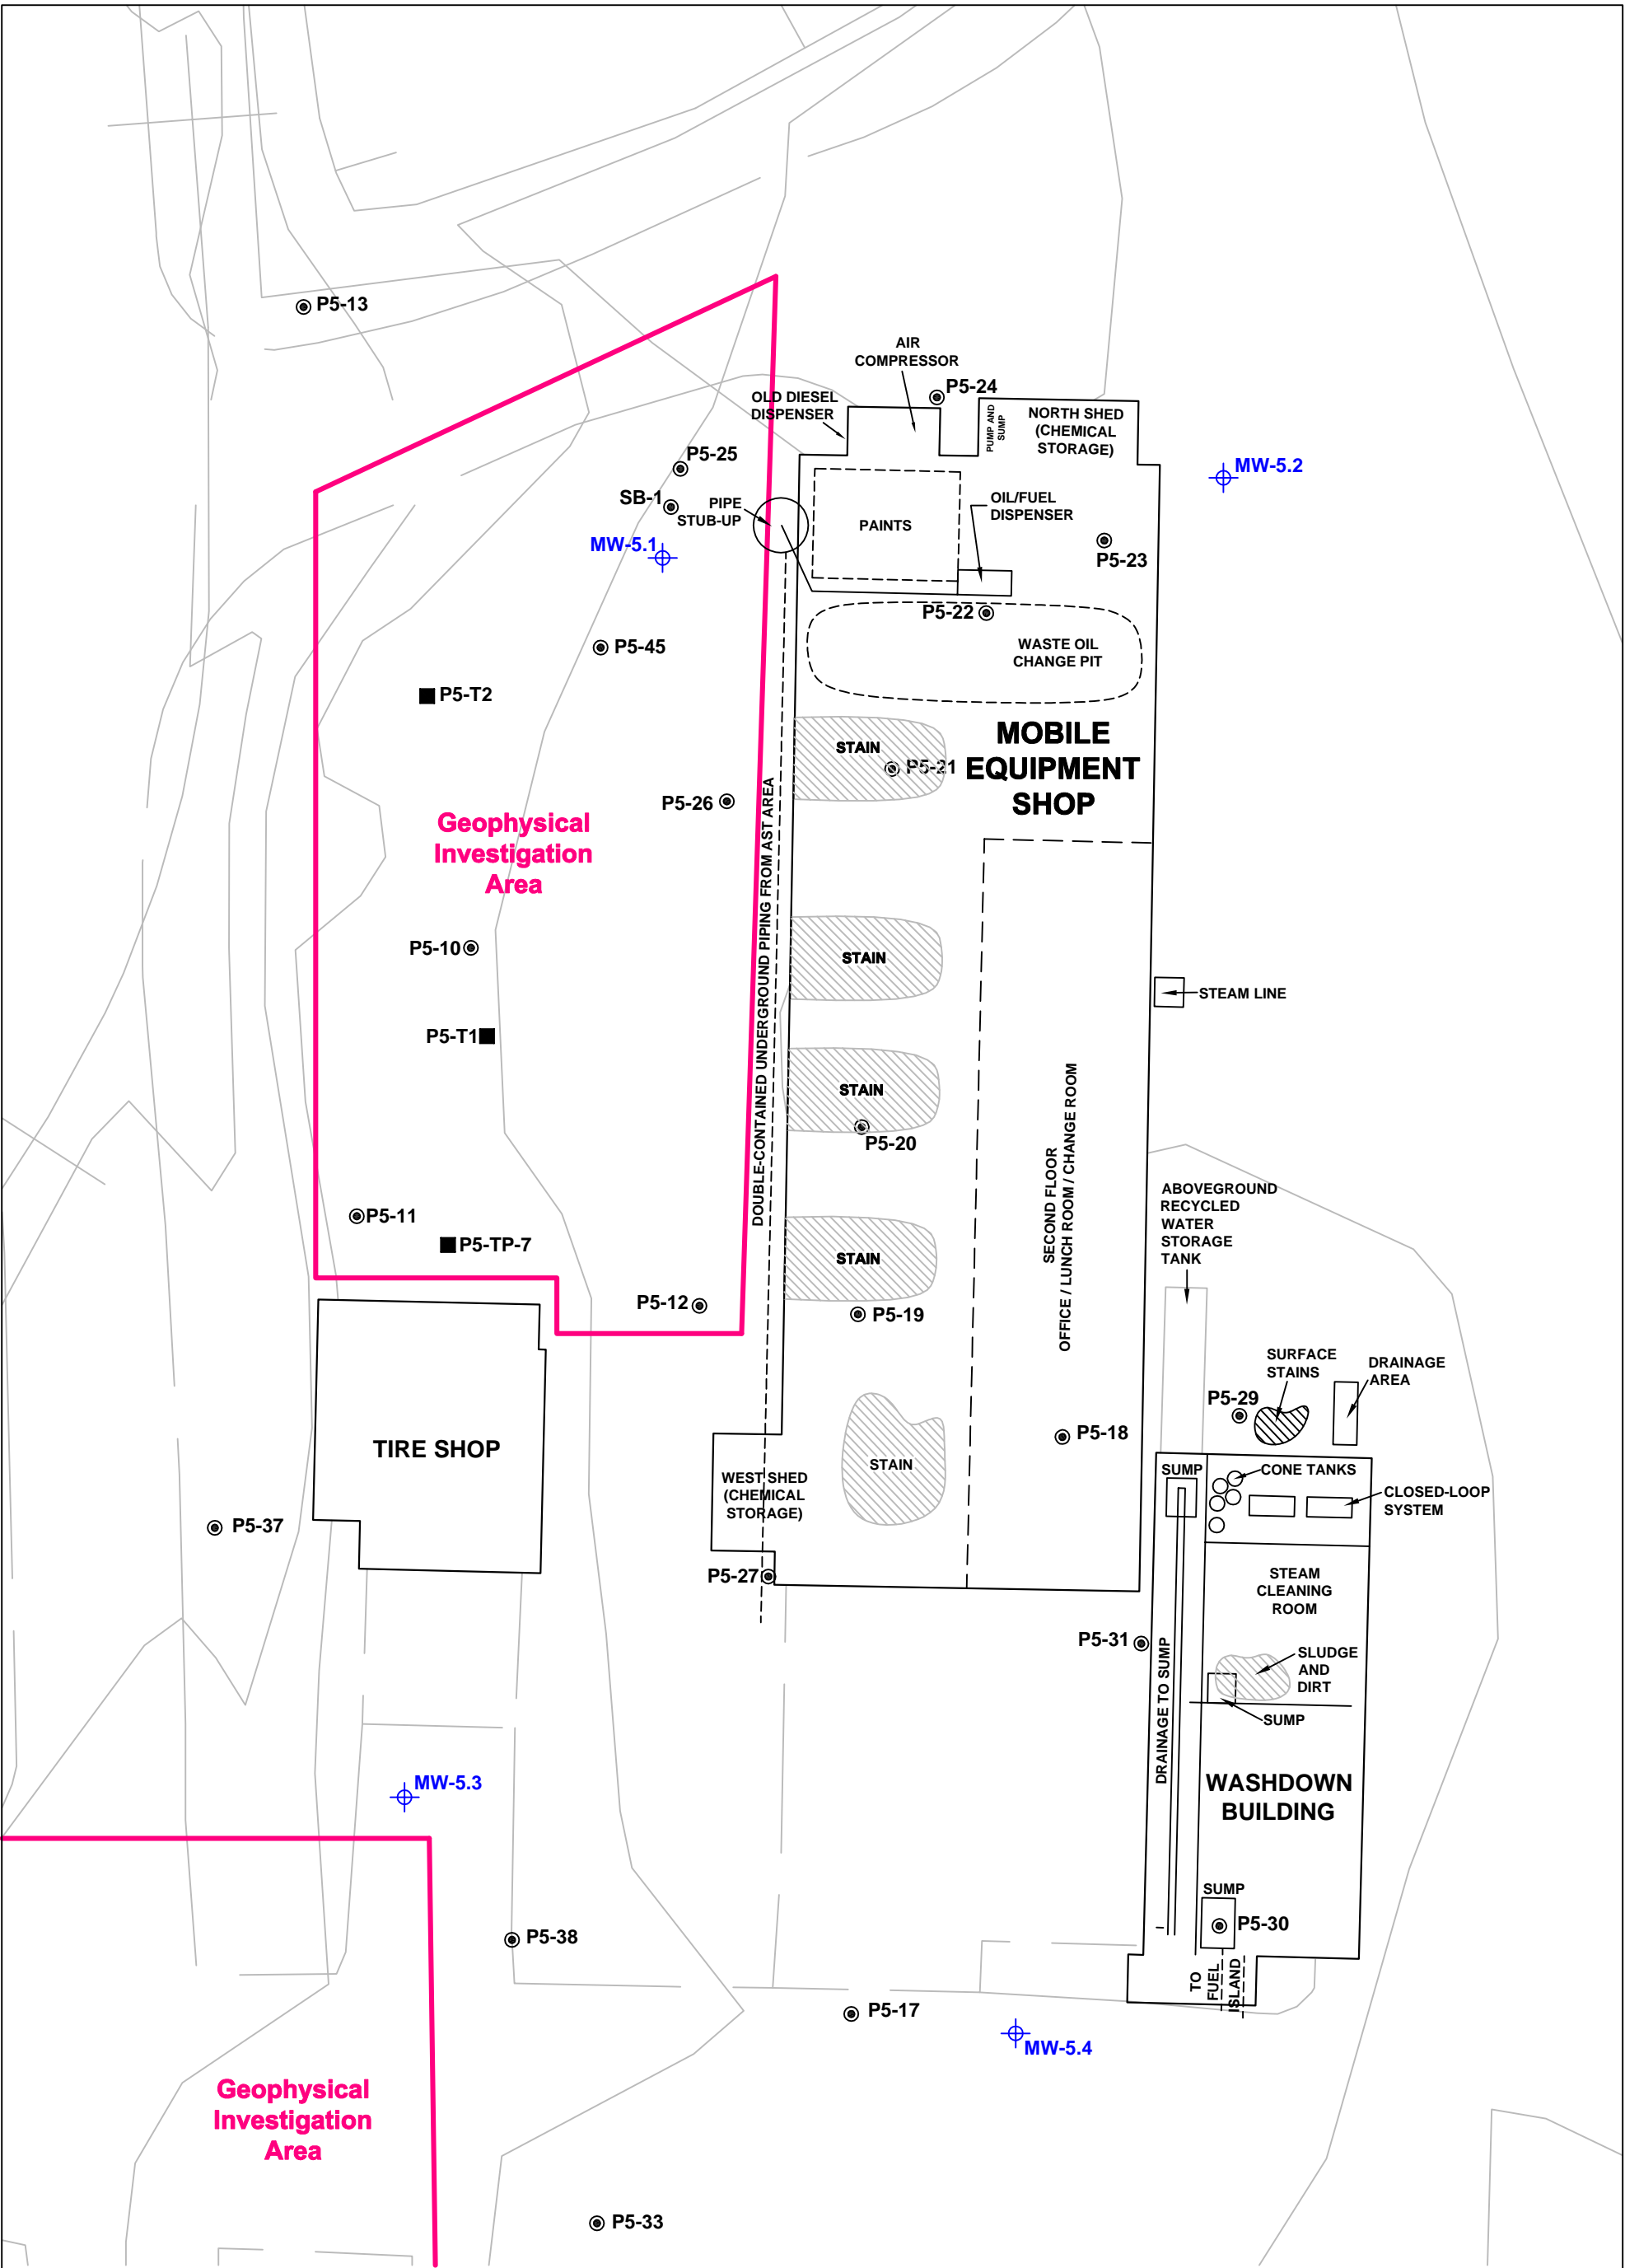 P5-13
AIR
COMPRESSOR
P5-24
OLD DIESEL
DISPENSER
PUMP AND
SUMP
NORTH SHED
(CHEMICAL
STORAGE)
P5-25
MW-5.2
SB-1
PIPE
STUB-UP
OIL/FUEL
DISPENSER
PAINTS
MW-5.1
P5-23
P5-22
P5-45
WASTE OIL
CHANGE PIT
P5-T2
MOBILE
EQUIPMENT
SHOP
STAIN
P5-21
P5-26
Geophysical
Investigation
Area
DOUBLE-CONTAINED UNDERGROUND PIPING FROM AST AREA
P5-10
STAIN
STEAM LINE
P5-T1
STAIN
P5-20
SECOND FLOOR
OFFICE / LUNCH ROOM / CHANGE ROOM
ABOVEGROUND
RECYCLED
WATER
STORAGE
TANK
P5-11
P5-TP-7
STAIN
P5-12
P5-19
SURFACE
STAINS
DRAINAGE
AREA
P5-29
P5-18
TIRE SHOP
STAIN
WEST SHED
(CHEMICAL
STORAGE)
SUMP
CONE TANKS
CLOSED-LOOP
SYSTEM
P5-37
P5-27
STEAM
CLEANING
ROOM
P5-31
SLUDGE
AND
DIRT
DRAINAGE TO SUMP
SUMP
MW-5.3
WASHDOWN
BUILDING
SUMP
P5-30
P5-38
TO
FUEL
ISLAND
P5-17
MW-5.4
Geophysical
Investigation
Area
P5-33